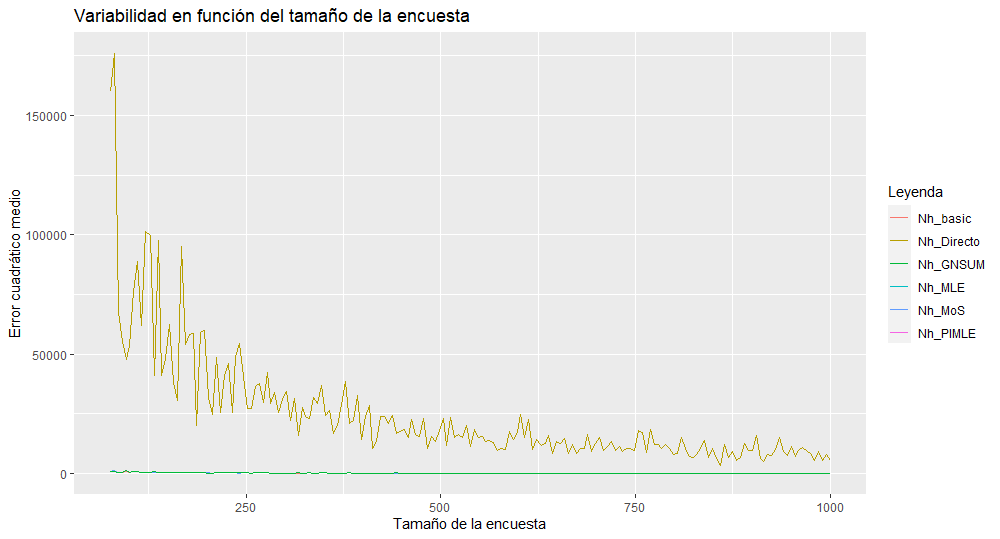 Variabilidad en función del tamaño de la encuesta
Error cuadrático medio
150000
100000
50000
0
250
500
750
1000
Tamaño de la encuesta
Leyenda
Nh_basic
Nh_Directo
Nh_GNSUM
Nh_MLE
Nh_MoS
Nh_PIMLE